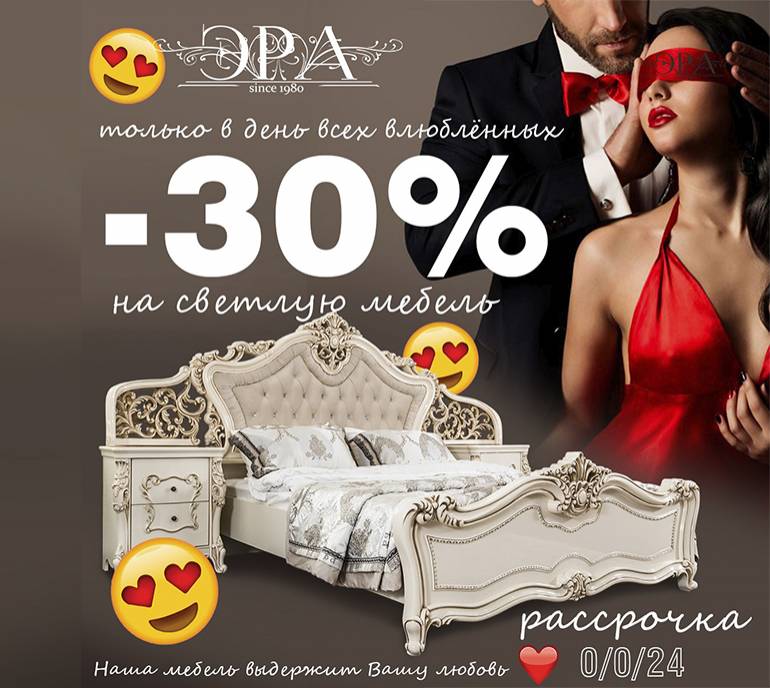 ЭРА
since 1980
ЭРА
только в день всех влюблённых
-30%
на светлую мебель
рассрочка
0/0/24
Наша мебель выдержит Вашу любовь